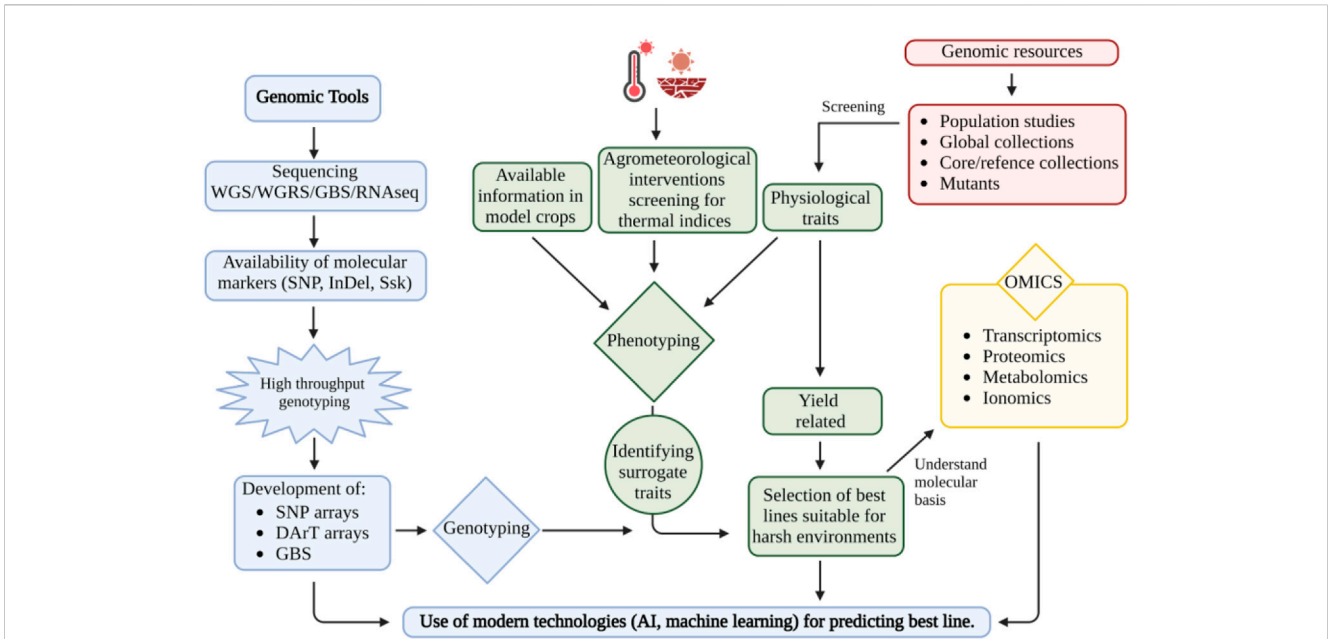 Genomic Tools
Sequencing
WGS/WGRS/GBS/RNAseq
Availability of molecular
markers (SNP, InDel, Ssk)
High throughput
genotyping
Development of:
• SNP arrays
• DArT arrays
• GBS
Genotyping
Available
information in
model crops
Agrometeorological
interventions
screening for
thermal indices
Physiological
traits
Screening
Genomic resources
• Population studies
• Global collections
• Core/refence collections
• Mutants
Phenotyping
Identifying
surrogate
traits
Yield
related
Selection of best
lines suitable for
harsh environments
Understand
molecular
basis
OMICS
• Transcriptomics
• Proteomics
• Metabolomics
• Ionomics
Use of modern technologies (AI, machine learning) for predicting best line.